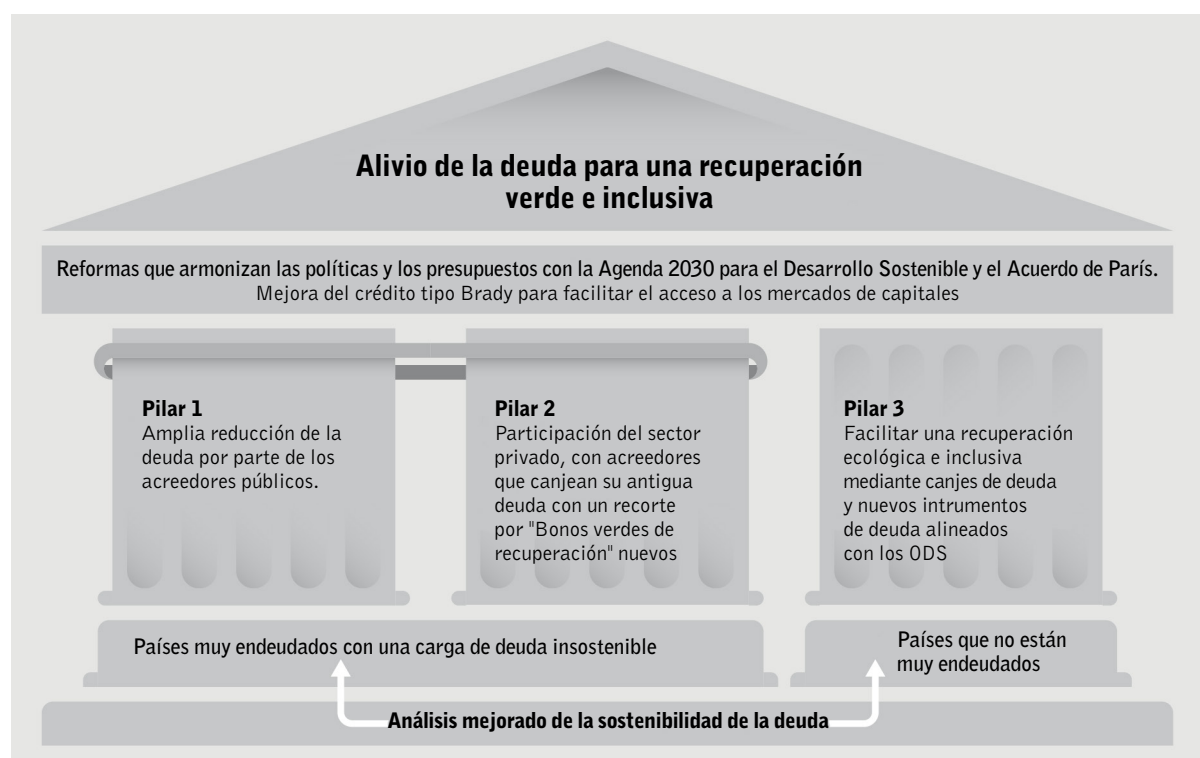 Alivio de la deuda para una recuperación
verde e inclusiva
Reformas que armonizan las políticas y los presupuestos con la Agenda 2030 para el Desarrollo Sostenible y el Acuerdo de París.
Mejora del crédito tipo Brady para facilitar el acceso a los mercados de capitales
Pilar 1
Amplia reducción de la
deuda por parte de los
acreedores públicos.
Pilar 2
Participación del sector
privado, con acreedores
que canjean su antigua
deuda con un recorte
por "Bonos verdes de
recuperación" nuevos
Pilar 3
Facilitar una recuperación
ecológica e inclusiva
mediante canjes de deuda
y nuevos intrumentos
de deuda alineados
con los ODS
Países muy endeudados con una carga de deuda insostenible
Países que no están
muy endeudados
Análisis mejorado de la sostenibilidad de la deuda